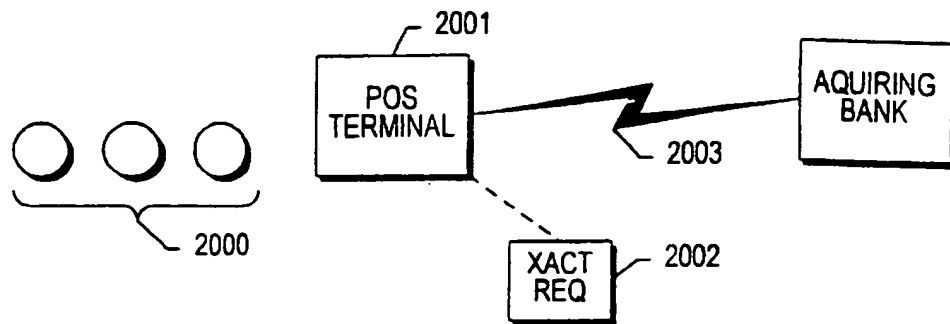 2001
POS
TERMINAL
AQUIRING
BANK
2003
2000
XACT
REQ
2002